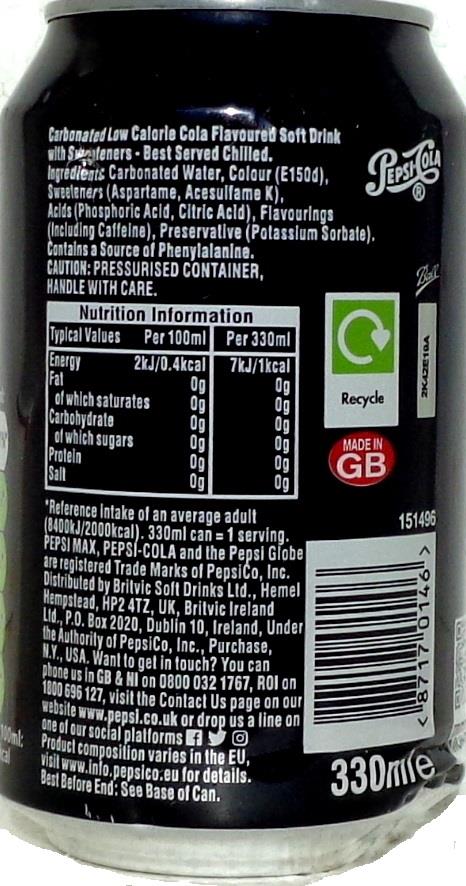 Carbonated Low Calorie Cola Flavoured Soft Drink
with Sweeteners - Best Served Chilled.
Ingredients: Carbonated Water, Colour (E150d),
Sweeteners (Aspartame, Acesulfame K),
Acids (Phosphoric Acid, Citric Acid), Flavourings
(Including Caffeine), Preservative (Potassium Sorbate).
Contains a Source of Phenylalanine.
CAUTION: PRESSURISED CONTAINER,
HANDLE WITH CARE.
PEPSI-COLA
®
Ball
2K42E19A
Nutrition Information
Typical Values Per 100ml Per 330ml
Energy 2kJ/0.4kcal 7kJ/1kcal
Fat 0g 0g
of which saturates 0g 0g
Carbohydrate 0g 0g
of which sugars 0g 0g
Protein 0g 0g
Salt 0g 0g
Recycle
MADE IN
GB
*Reference intake of an average adult
(8400kJ/2000kcal). 330ml can = 1 serving.
PEPSI MAX, PEPSI-COLA and the Pepsi Globe
are registered Trade Marks of PepsiCo, Inc.
Distributed by Britvic Soft Drinks Ltd., Hemel
Hempstead, HP2 4TZ, UK, Britvic Ireland
Ltd., P.O. Box 2020, Dublin 10, Ireland, Under
the Authority of PepsiCo, Inc., Purchase,
N.Y., USA. Want to get in touch? You can
phone us in GB & NI on 0800 032 1767, ROI on
1800 696 127, visit the Contact Us page on our
website www.pepsi.co.uk or drop us a line on
one of our social platforms
Product composition varies in the EU,
visit www.info.pepsico.eu for details.
Best Before End: See Base of Can.
151496
< 8717 0146 >
330ml e
100ml: